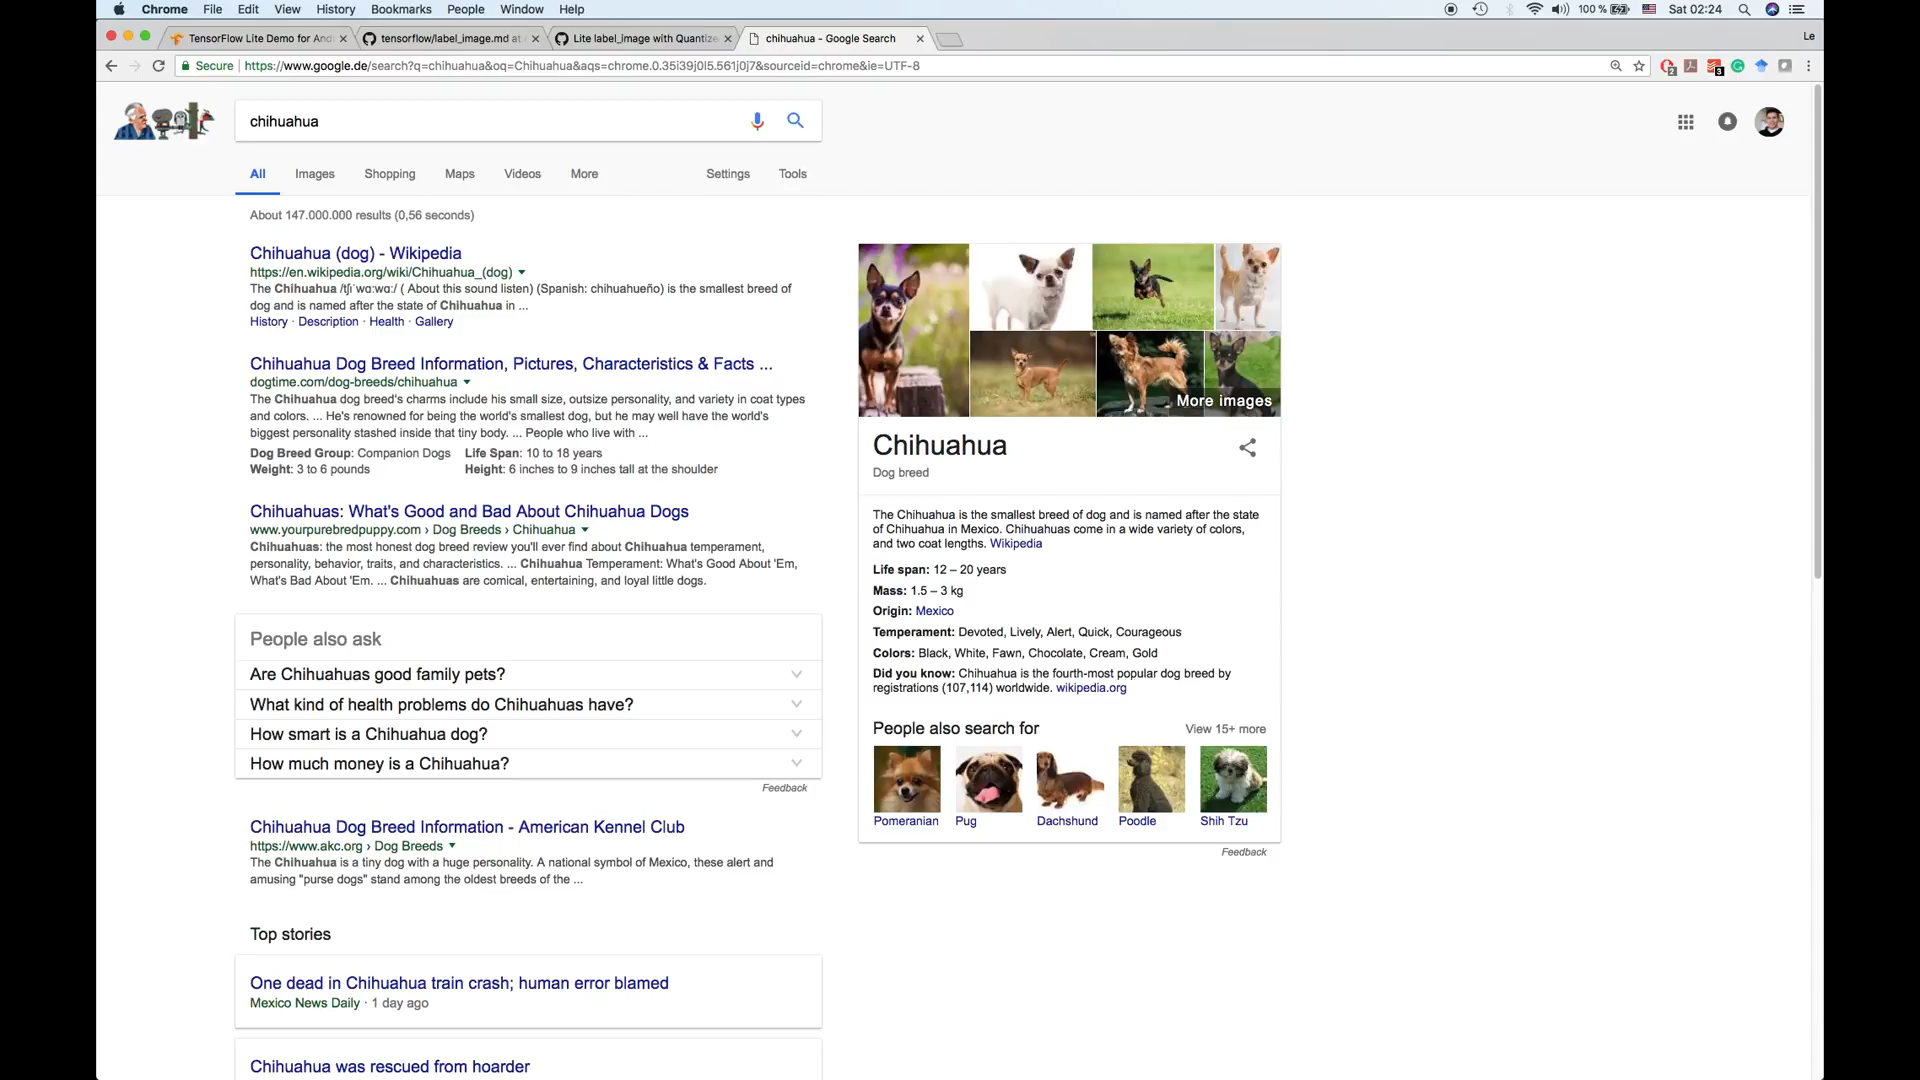 Chrome File Edit View History Bookmarks People Window Help
100 % Sat 02:24
TensorFlow Lite Demo for And
tensorflow/label_image.md at
Lite label_image with Quantize
chihuahua - Google Search
Le
Secure | https://www.google.de/search?q=chihuahua&oq=Chihuahua&aqs=chrome.0.35i39j0l5.561j0j7&sourceid=chrome&ie=UTF-8
2
3
chihuahua
All Images Shopping Maps Videos More Settings Tools
About 147.000.000 results (0,56 seconds)
Chihuahua (dog) - Wikipedia
https://en.wikipedia.org/wiki/Chihuahua_(dog)
The Chihuahua /tʃɪˈwɑːwɑː/ ( About this sound listen) (Spanish: chihuahueño) is the smallest breed of
dog and is named after the state of Chihuahua in ...
History · Description · Health · Gallery
Chihuahua Dog Breed Information, Pictures, Characteristics & Facts ...
dogtime.com/dog-breeds/chihuahua
The Chihuahua dog breed's charms include his small size, outsize personality, and variety in coat types
and colors. ... He's renowned for being the world's smallest dog, but he may well have the world's
biggest personality stashed inside that tiny body. ... People who live with ...
Dog Breed Group: Companion Dogs Life Span: 10 to 18 years
Weight: 3 to 6 pounds Height: 6 inches to 9 inches tall at the shoulder
Chihuahuas: What's Good and Bad About Chihuahua Dogs
www.yourpurebredpuppy.com › Dog Breeds › Chihuahua
Chihuahuas: the most honest dog breed review you'll ever find about Chihuahua temperament,
personality, behavior, traits, and characteristics. ... Chihuahua Temperament: What's Good About 'Em,
What's Bad About 'Em. ... Chihuahuas are comical, entertaining, and loyal little dogs.
People also ask
Are Chihuahuas good family pets?
What kind of health problems do Chihuahuas have?
How smart is a Chihuahua dog?
How much money is a Chihuahua?
Feedback
Chihuahua Dog Breed Information - American Kennel Club
https://www.akc.org › Dog Breeds
The Chihuahua is a tiny dog with a huge personality. A national symbol of Mexico, these alert and
amusing "purse dogs" stand among the oldest breeds of the ...
Top stories
One dead in Chihuahua train crash; human error blamed
Mexico News Daily · 1 day ago
Chihuahua was rescued from hoarder
More images
Chihuahua
Dog breed
The Chihuahua is the smallest breed of dog and is named after the state
of Chihuahua in Mexico. Chihuahuas come in a wide variety of colors,
and two coat lengths. Wikipedia
Life span: 12 – 20 years
Mass: 1.5 – 3 kg
Origin: Mexico
Temperament: Devoted, Lively, Alert, Quick, Courageous
Colors: Black, White, Fawn, Chocolate, Cream, Gold
Did you know: Chihuahua is the fourth-most popular dog breed by
registrations (107,114) worldwide. wikipedia.org
People also search for View 15+ more
Pomeranian Pug Dachshund Poodle Shih Tzu
Feedback